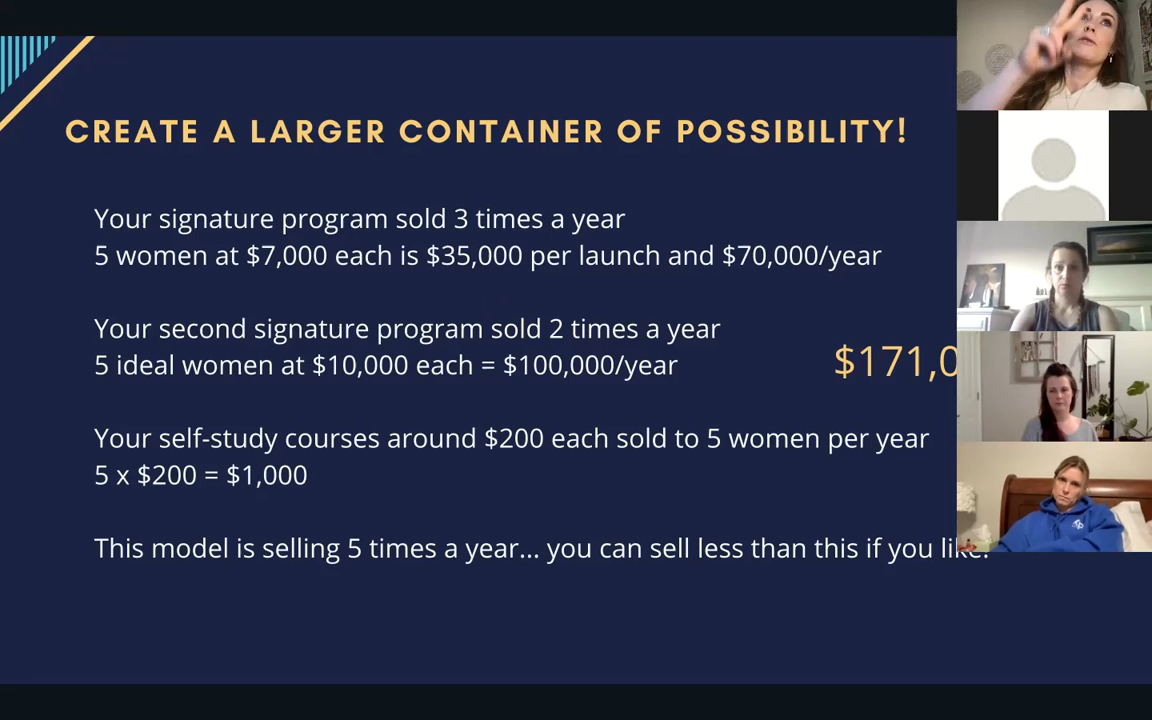 CREATE A LARGER CONTAINER OF POSSIBILITY!
Your signature program sold 3 times a year
5 women at $7,000 each is $35,000 per launch and $70,000/year
Your second signature program sold 2 times a year
5 ideal women at $10,000 each = $100,000/year
$171,0
Your self-study courses around $200 each sold to 5 women per year
5 x $200 = $1,000
This model is selling 5 times a year... you can sell less than this if you like.